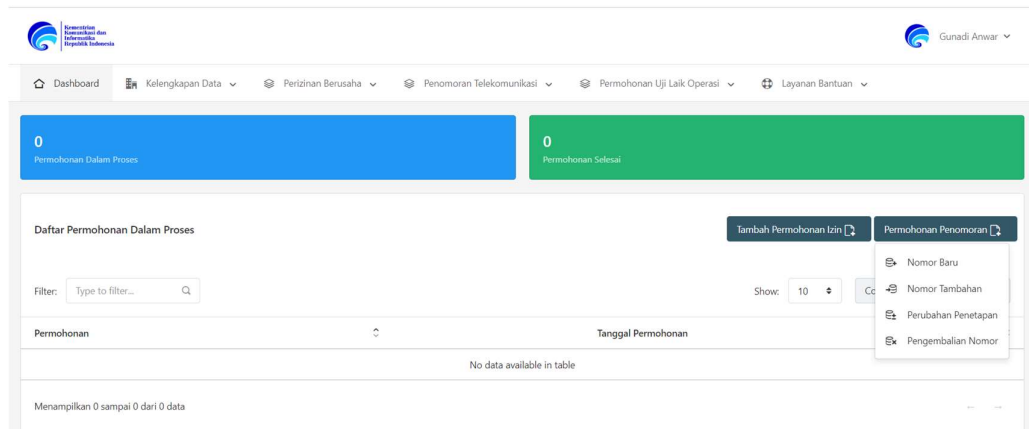 Kementrian
Komunikasi dan
Informatika
Republik Indonesia
Gunadi Anwar
Dashboard Kelengkapan Data Perizinan Berusaha Penomoran Telekomunikasi Permohonan Uji Laik Operasi Layanan Bantuan
0
Permohonan Dalam Proses
0
Permohonan Selesai
Daftar Permohonan Dalam Proses
Tambah Permohonan Izin
Permohonan Penomoran
Nomor Baru
Nomor Tambahan
Perubahan Penetapan
Pengembalian Nomor
Filter: Type to filter...
Show: 10
Permohonan Tanggal Permohonan
No data available in table
Menampilkan 0 sampai 0 dari 0 data